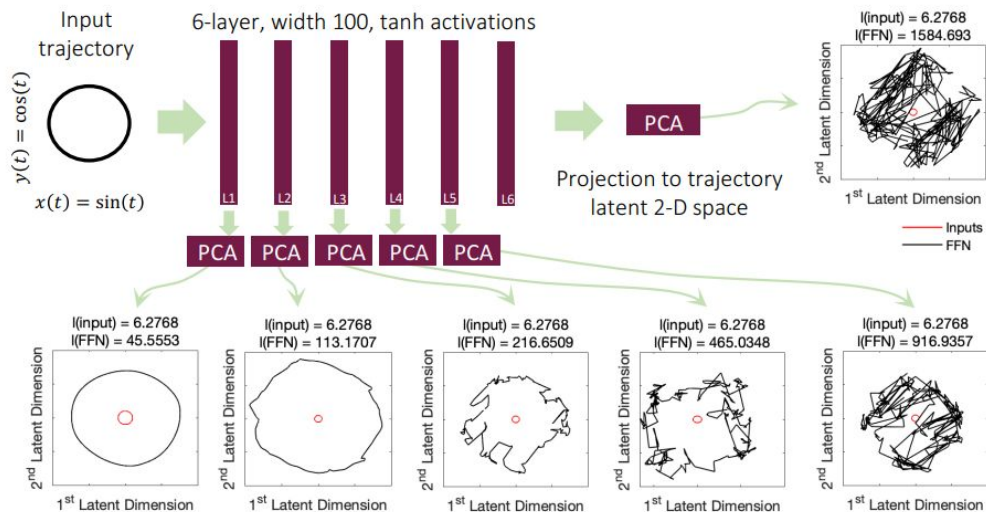 Input
trajectory
6-layer, width 100, tanh activations
l(input) = 6.2768
l(FFN) = 1584.693
y(t) = cos(t)
x(t) = sin(t)
L1
L2
L3
L4
L5
L6
PCA
Projection to trajectory
latent 2-D space
2nd Latent Dimension
1st Latent Dimension
Inputs
FFN
PCA
PCA
PCA
PCA
PCA
l(input) = 6.2768
l(FFN) = 45.5553
2nd Latent Dimension
1st Latent Dimension
l(input) = 6.2768
l(FFN) = 113.1707
2nd Latent Dimension
1st Latent Dimension
l(input) = 6.2768
l(FFN) = 216.6509
2nd Latent Dimension
1st Latent Dimension
l(input) = 6.2768
l(FFN) = 465.0348
2nd Latent Dimension
1st Latent Dimension
l(input) = 6.2768
l(FFN) = 916.9357
2nd Latent Dimension
1st Latent Dimension